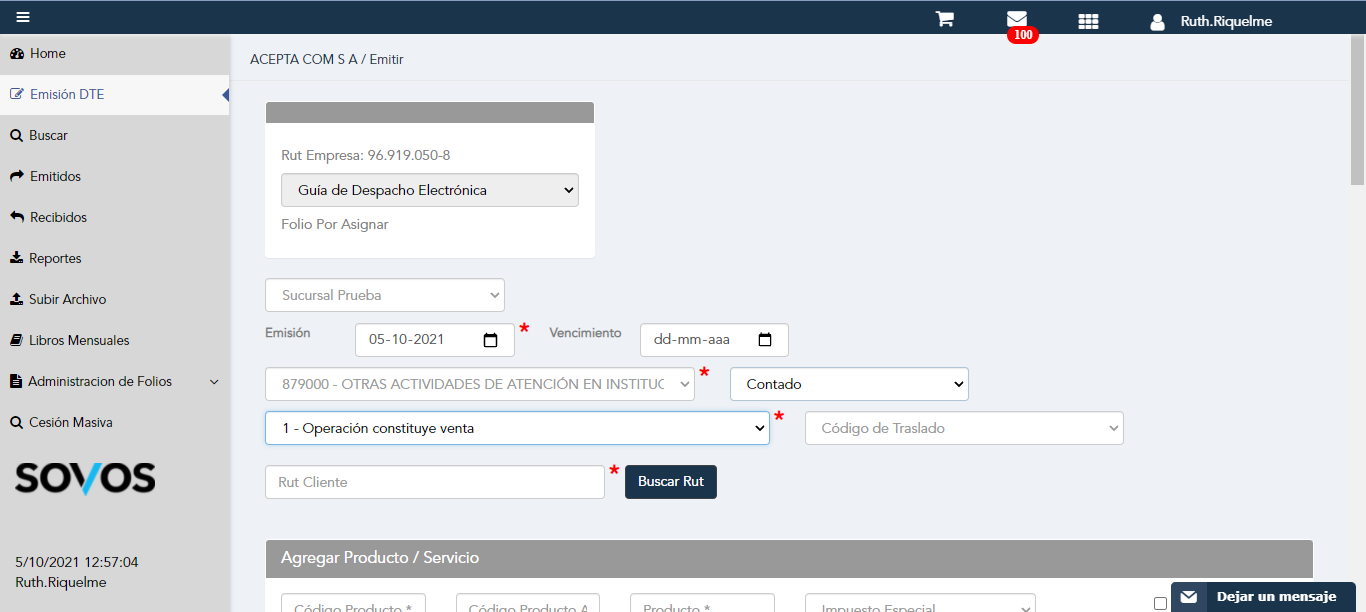 100
Ruth.Riquelme
Home
Emisión DTE
Buscar
Emitidos
Recibidos
Reportes
Subir Archivo
Libros Mensuales
Administracion de Folios
Cesión Masiva
SOVOS
5/10/2021 12:57:04
Ruth.Riquelme
ACEPTA COM S A / Emitir
Rut Empresa: 96.919.050-8
Guía de Despacho Electrónica
Folio Por Asignar
Sucursal Prueba
Emisión 05-10-2021 * Vencimiento dd-mm-aaa
879000 - OTRAS ACTIVIDADES DE ATENCIÓN EN INSTITUC * Contado
1 - Operación constituye venta * Código de Traslado
Rut Cliente * Buscar Rut
Agregar Producto / Servicio
Código Producto * Código Producto A Producto * Impuesto Especial
Dejar un mensaje